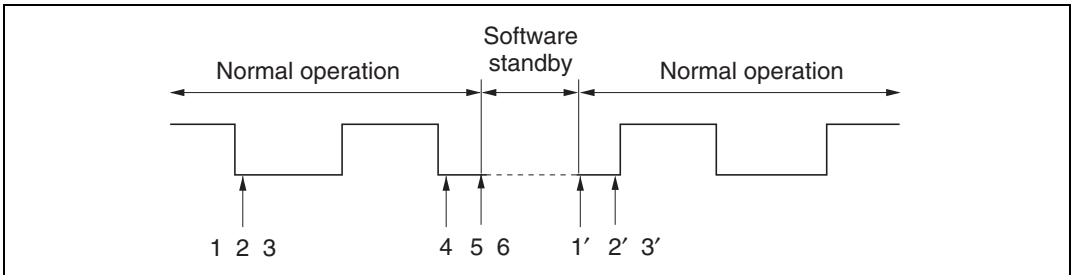 Software
standby
Normal operation
Normal operation
1 2 3
4 5 6
1′ 2′ 3′